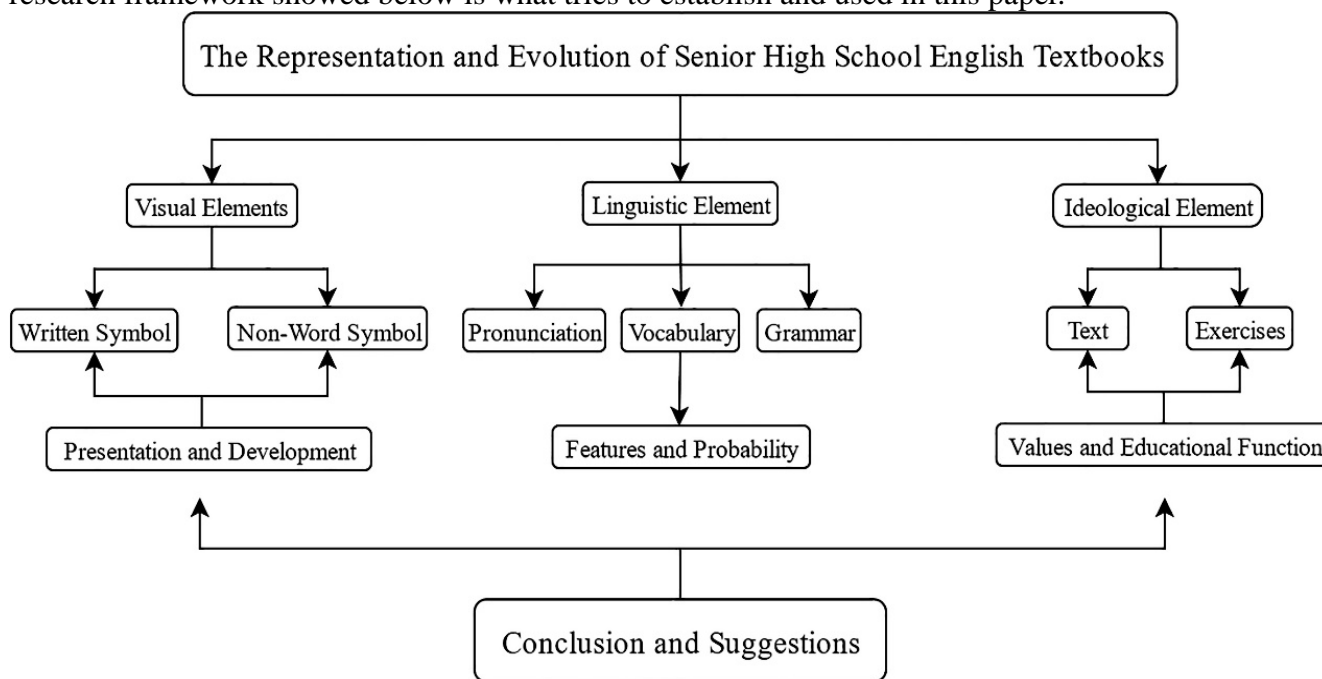 research framework showed below is what tries to establish and used in this paper.
The Representation and Evolution of Senior High School English Textbooks
Visual Elements
Linguistic Element
Ideological Element
Written Symbol
Non-Word Symbol
Pronunciation
Vocabulary
Grammar
Text
Exercises
Presentation and Development
Features and Probability
Values and Educational Function
Conclusion and Suggestions